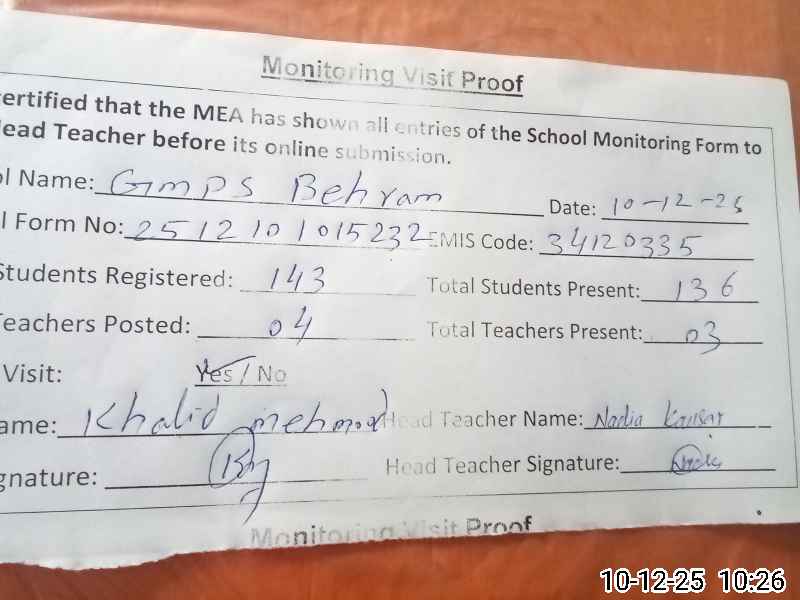 Monitoring Visit Proof
ertified that the MEA has shown all entries of the School Monitoring Form to
ead Teacher before its online submission.
ol Name: GMPS Behram Date: 10-12-25
l Form No: 2512101015232 EMIS Code: 34120335
Students Registered: 143 Total Students Present: 136
Teachers Posted: 04 Total Teachers Present: 03
Visit: Yes / No
ame: Khalid mehmod Head Teacher Name: Nadia Kausar
gnature: Head Teacher Signature:
Monitoring Visit Proof
10-12-25 10:26